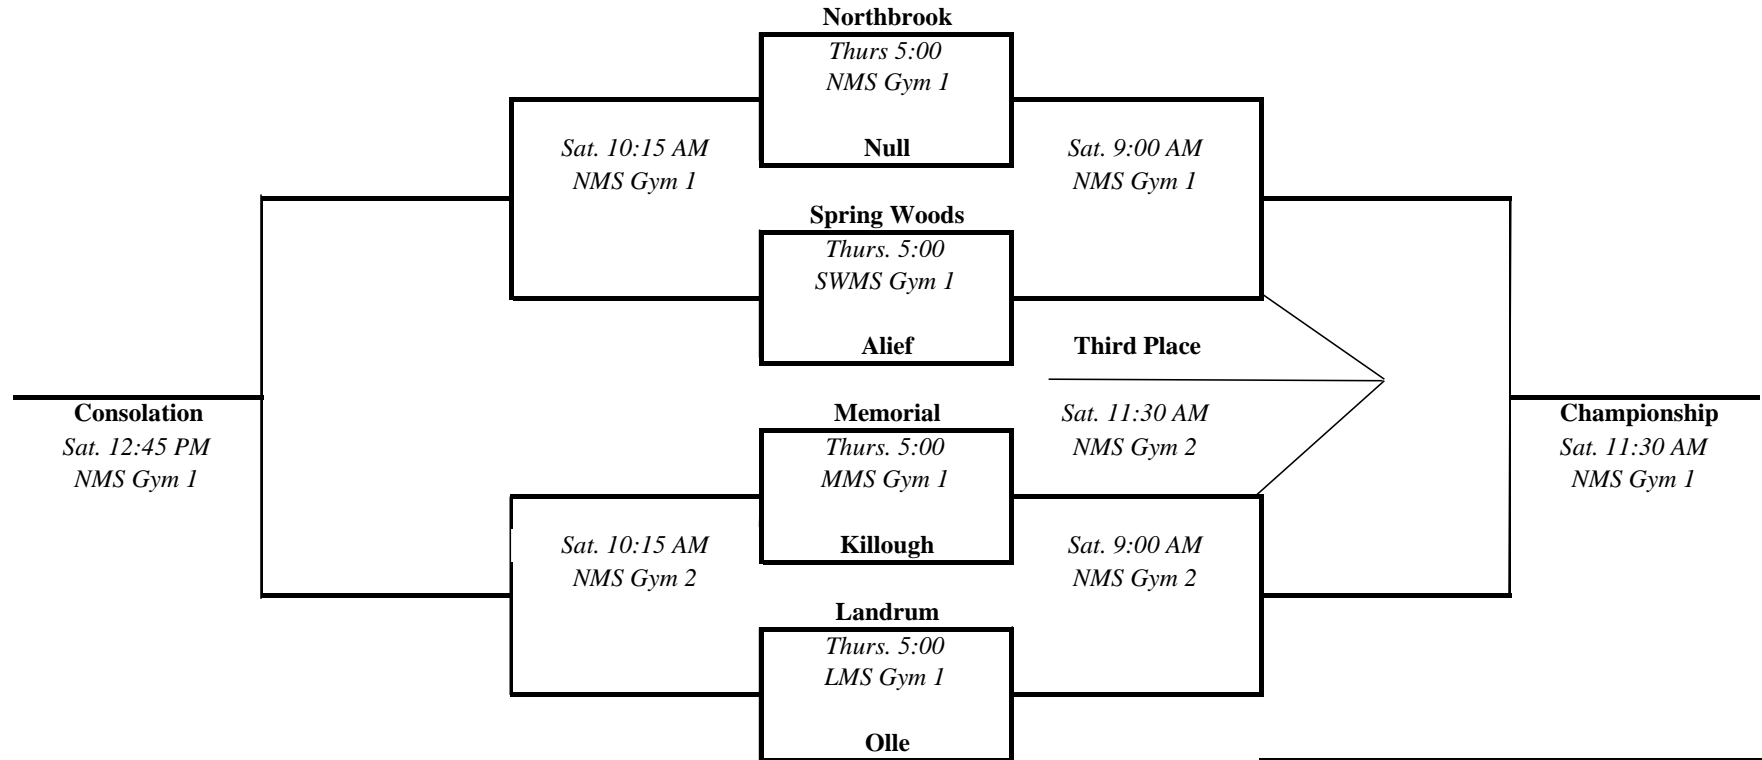 Northbrook
Thurs 5:00
NMS Gym 1
Sat. 10:15 AM
NMS Gym 1
Null
Sat. 9:00 AM
NMS Gym 1
Spring Woods
Thurs. 5:00
SWMS Gym 1
Alief
Third Place
Consolation
Sat. 12:45 PM
NMS Gym 1
Memorial
Thurs. 5:00
MMS Gym 1
Sat. 11:30 AM
NMS Gym 2
Championship
Sat. 11:30 AM
NMS Gym 1
Sat. 10:15 AM
NMS Gym 2
Killough
Sat. 9:00 AM
NMS Gym 2
Landrum
Thurs. 5:00
LMS Gym 1
Olle